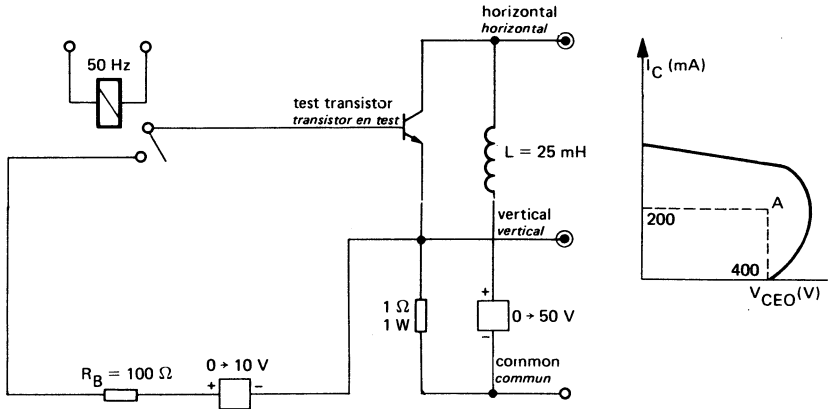 horizontal
horizontal
50 Hz
test transistor
transistor en test
L = 25 mH
vertical
vertical
1 Ω
1 W
+
0 → 50 V
−
common
commun
R_B = 100 Ω
0 → 10 V
+ −
I_C (mA)
A
200
400
V_CEO (V)